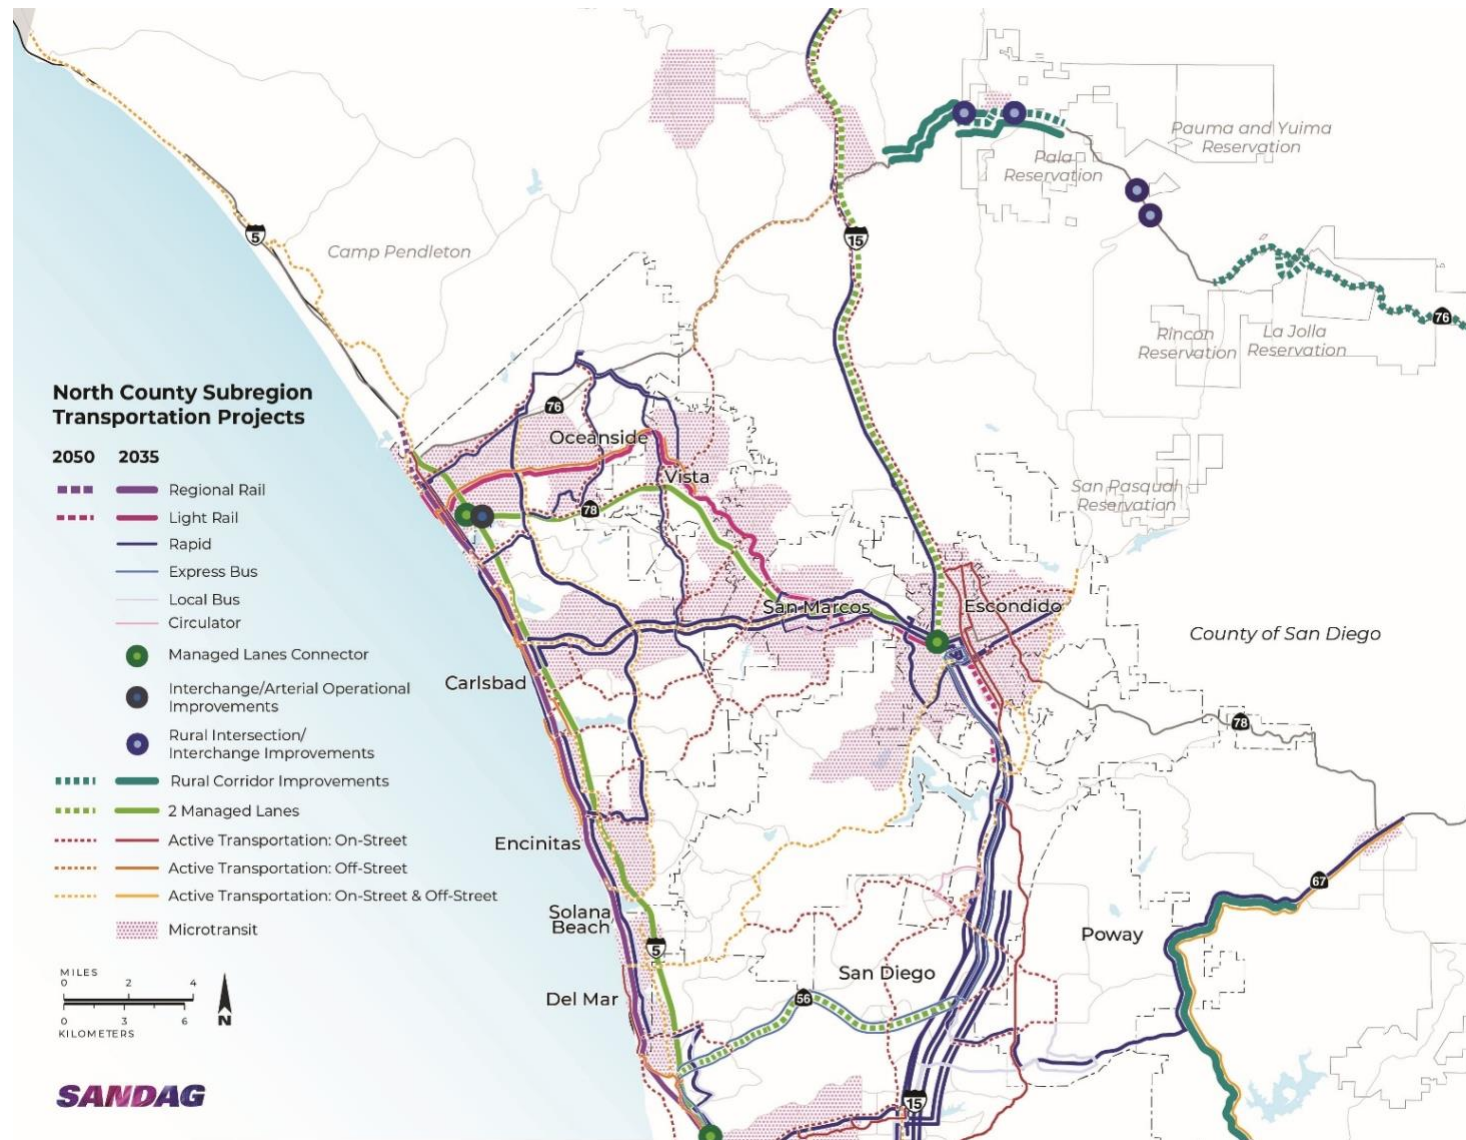 Pauma and Yuima
Reservation
Pala
Reservation
15
5
Camp Pendleton
76
Rincon
Reservation
La Jolla
Reservation
North County Subregion
Transportation Projects
2050 2035
Regional Rail
Light Rail
Rapid
Express Bus
Local Bus
Circulator
Managed Lanes Connector
Interchange/Arterial Operational
Improvements
Rural Intersection/
Interchange Improvements
Rural Corridor Improvements
2 Managed Lanes
Active Transportation: On-Street
Active Transportation: Off-Street
Active Transportation: On-Street & Off-Street
Microtransit
MILES
0 2 4
0 3 6
KILOMETERS
N
SANDAG
76
Oceanside
Vista
78
San Pasqual
Reservation
San Marcos
Escondido
County of San Diego
Carlsbad
78
Encinitas
67
Solana
Beach
5
Poway
San Diego
Del Mar
56
15